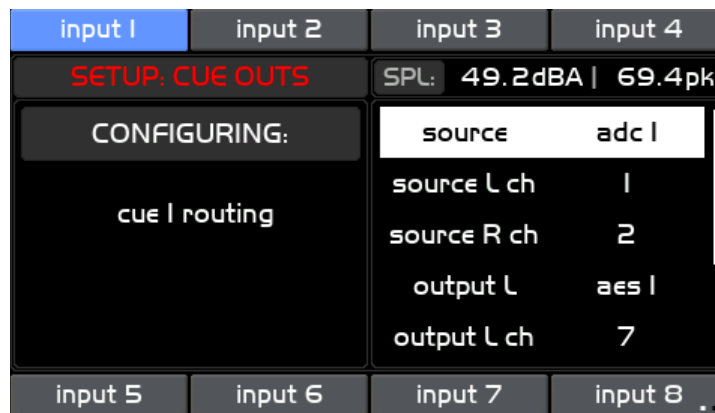 input 1 input 2 input 3 input 4
SETUP: CUE OUTS SPL: 49.2dBA | 69.4pk
CONFIGURING:
cue 1 routing
source adc 1
source L ch 1
source R ch 2
output L aes 1
output L ch 7
input 5 input 6 input 7 input 8